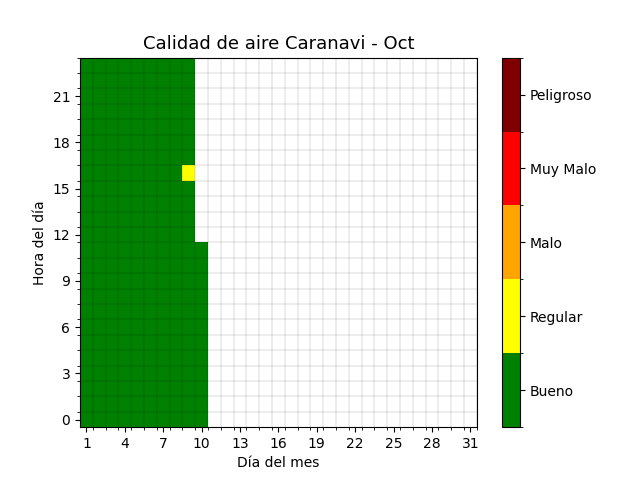 Calidad de aire Caranavi - Oct
21
18
15
12
9
6
3
0
Hora del día
1 4 7 10 13 16 19 22 25 28 31
Día del mes
Peligroso
Muy Malo
Malo
Regular
Bueno